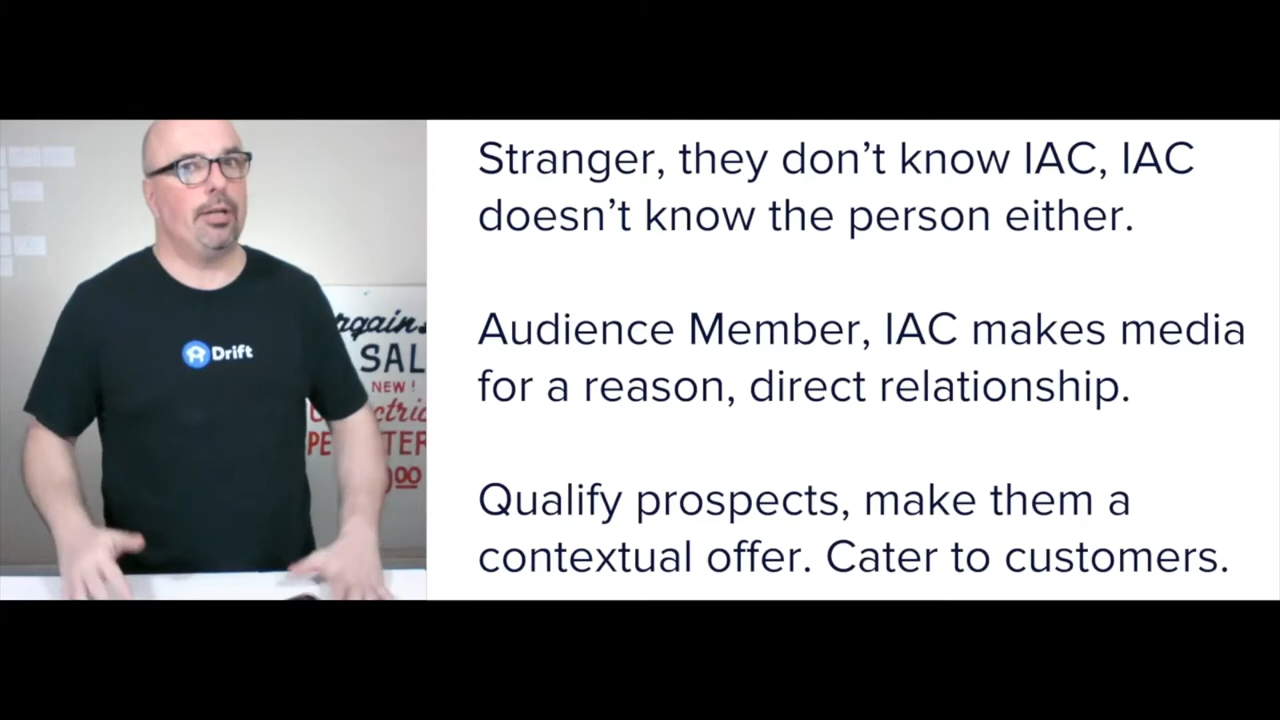 Drift
SAL
NEW!
00
Stranger, they don’t know IAC, IAC
doesn’t know the person either.
Audience Member, IAC makes media
for a reason, direct relationship.
Qualify prospects, make them a
contextual offer. Cater to customers.